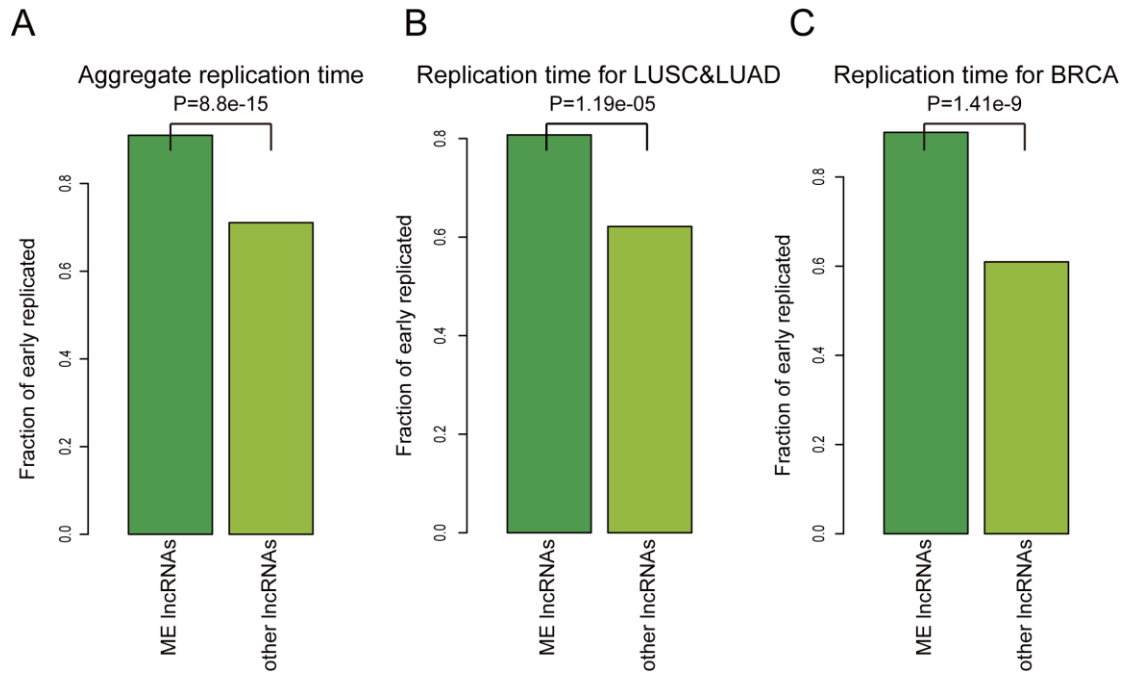 A
Aggregate replication time
P=8.8e-15
Fraction of early replicated
0.8
0.6
0.4
0.2
0.0
ME lncRNAs
other lncRNAs
B
Replication time for LUSC&LUAD
P=1.19e-05
Fraction of early replicated
0.8
0.6
0.4
0.2
0.0
ME lncRNAs
other lncRNAs
C
Replication time for BRCA
P=1.41e-9
Fraction of early replicated
0.8
0.6
0.4
0.2
0.0
ME lncRNAs
other lncRNAs